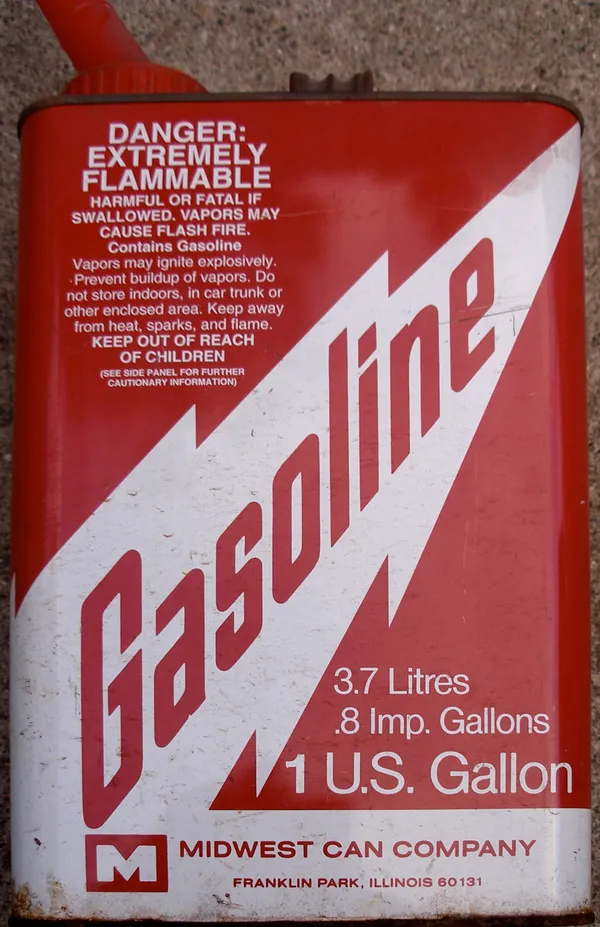 DANGER:
EXTREMELY
FLAMMABLE
HARMFUL OR FATAL IF
SWALLOWED. VAPORS MAY
CAUSE FLASH FIRE.
Contains Gasoline
Vapors may ignite explosively.
Prevent buildup of vapors. Do
not store indoors, in car trunk or
other enclosed area. Keep away
from heat, sparks, and flame.
KEEP OUT OF REACH
OF CHILDREN
(SEE SIDE PANEL FOR FURTHER
CAUTIONARY INFORMATION)
Gasoline
3.7 Litres
.8 Imp. Gallons
1 U.S. Gallon
M MIDWEST CAN COMPANY
FRANKLIN PARK, ILLINOIS 60131